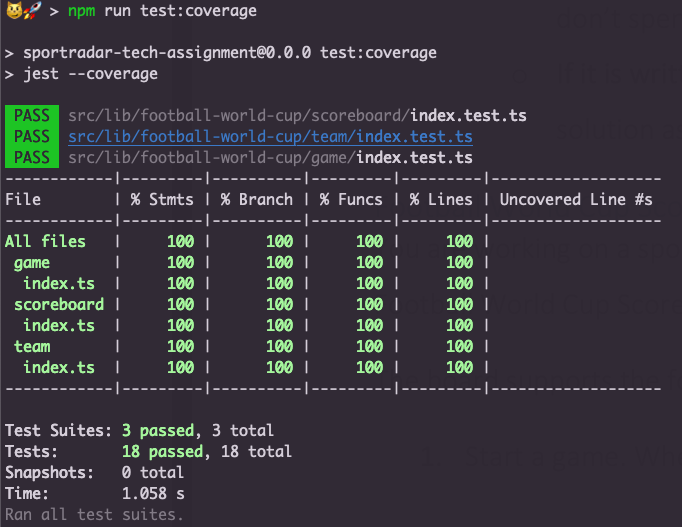 😼🚀 > npm run test:coverage
> sportradar-tech-assignment@0.0.0 test:coverage
> jest --coverage
PASS src/lib/football-world-cup/scoreboard/index.test.ts
PASS src/lib/football-world-cup/team/index.test.ts
PASS src/lib/football-world-cup/game/index.test.ts
------------|---------|----------|---------|---------|-------------------
File        | % Stmts | % Branch | % Funcs | % Lines | Uncovered Line #s
------------|---------|----------|---------|---------|-------------------
All files   |     100 |      100 |     100 |     100 |
 game       |     100 |      100 |     100 |     100 |
  index.ts  |     100 |      100 |     100 |     100 |
 scoreboard |     100 |      100 |     100 |     100 |
  index.ts  |     100 |      100 |     100 |     100 |
 team       |     100 |      100 |     100 |     100 |
  index.ts  |     100 |      100 |     100 |     100 |
------------|---------|----------|---------|---------|-------------------
Test Suites: 3 passed, 3 total
Tests:       18 passed, 18 total
Snapshots:   0 total
Time:        1.058 s
Ran all test suites.